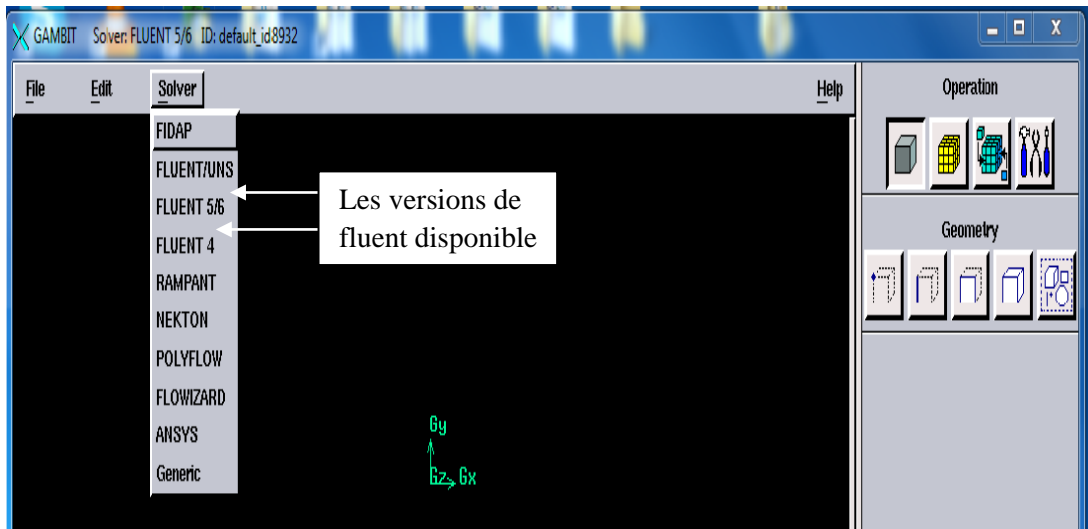 GAMBIT Solver: FLUENT 5/6 ID: default_id8932
File Edit Solver Help
Operation
FIDAP
FLUENT/UNS
FLUENT 5/6
FLUENT 4
RAMPANT
NEKTON
POLYFLOW
FLOWIZARD
ANSYS
Generic
Les versions de
fluent disponible
Geometry
Gy
Gz Gx